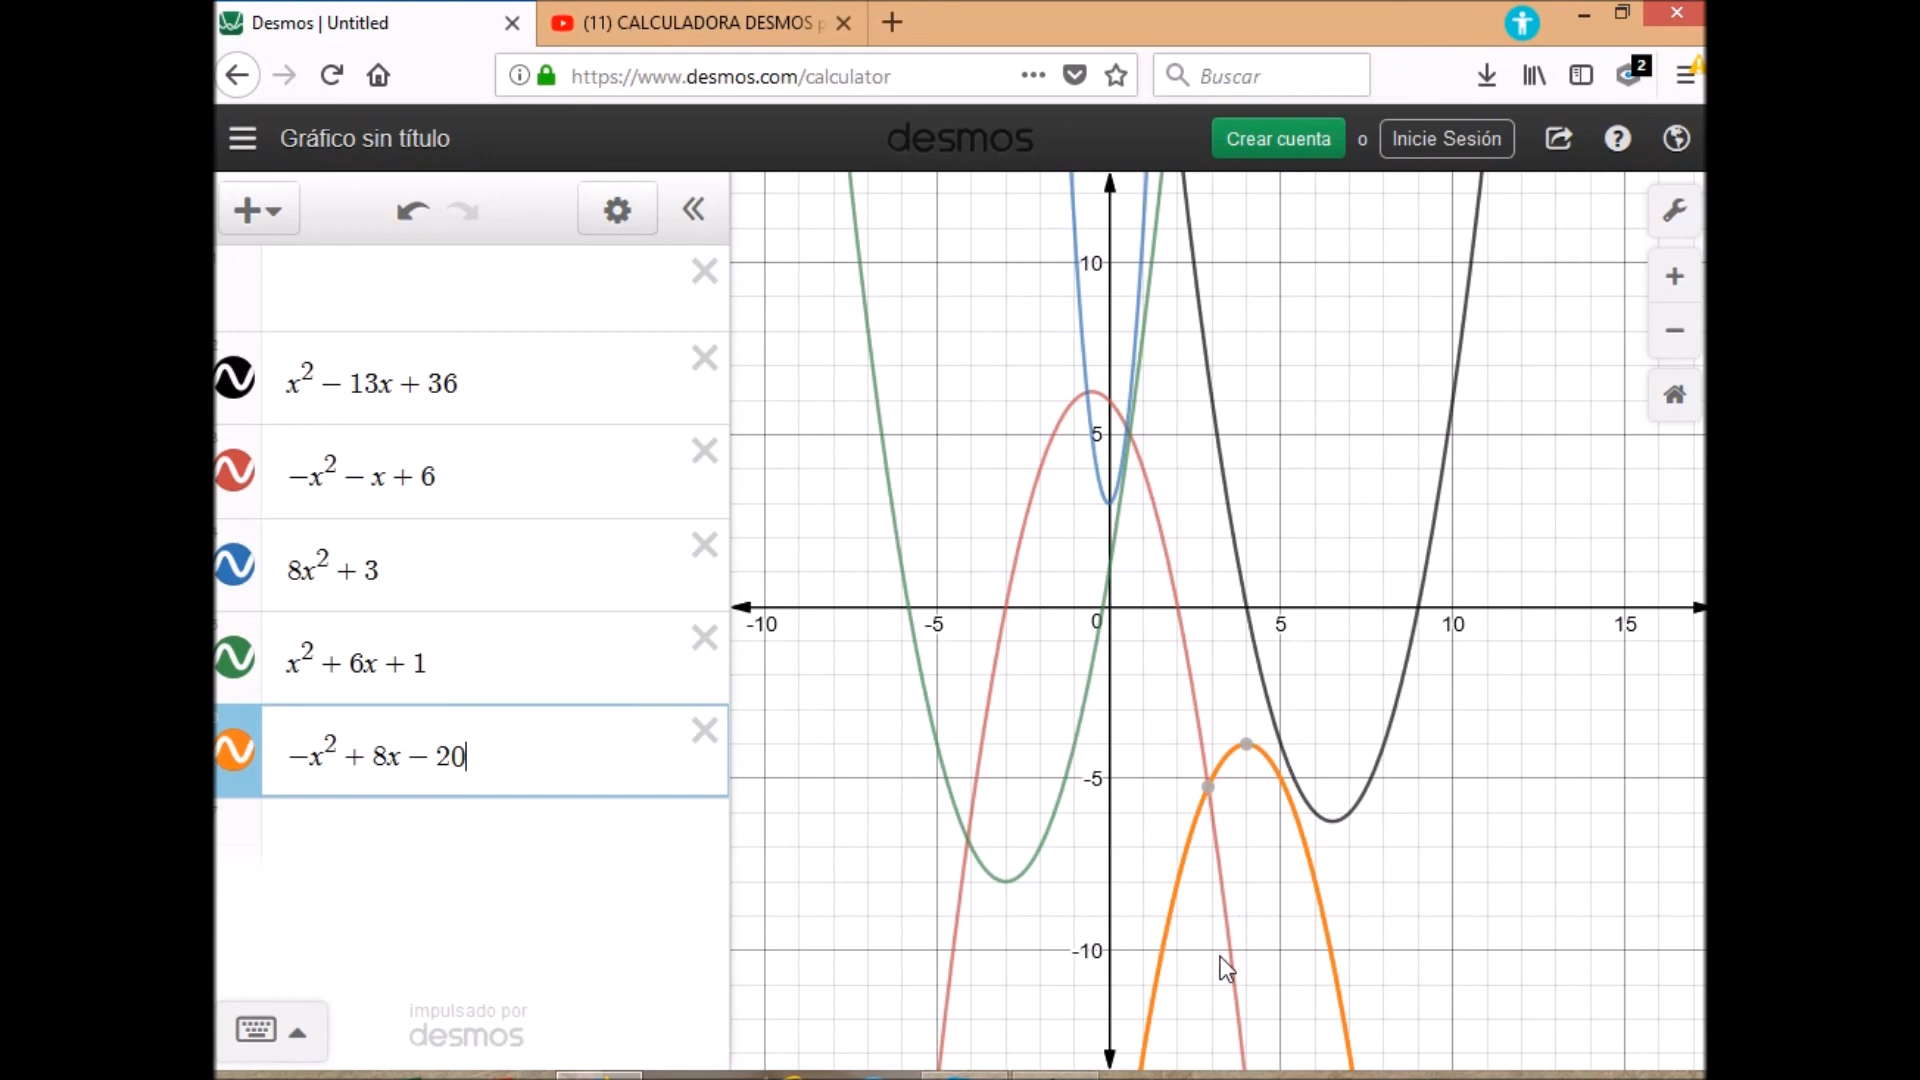 Desmos | Untitled
(11) CALCULADORA DESMOS
https://www.desmos.com/calculator
Buscar
2
Gráfico sin título
desmos
Crear cuenta
o
Inicie Sesión
x² − 13x + 36
−x² − x + 6
8x² + 3
x² + 6x + 1
−x² + 8x − 20
impulsado por
desmos
10
5
-10
-5
0
5
10
15
-5
-10